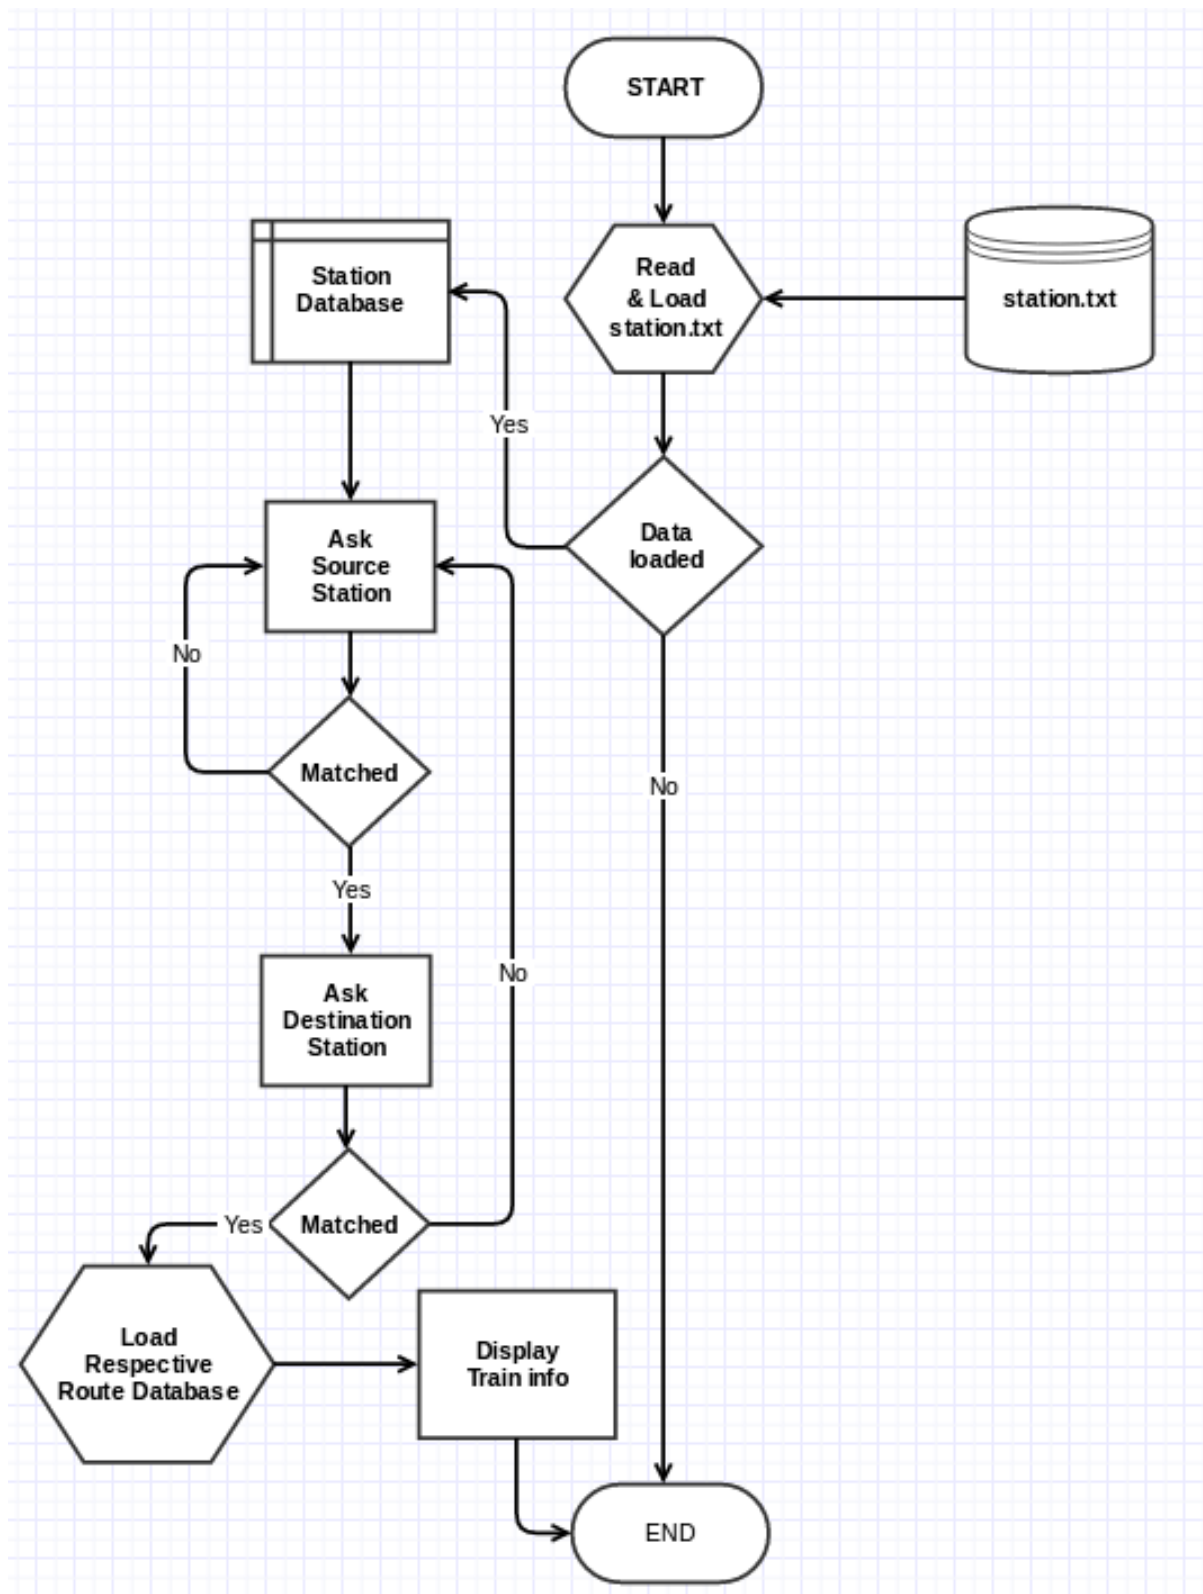 START
Read
& Load
station.txt
station.txt
Station
Database
Yes
Data
loaded
Ask
Source
Station
No
Matched
No
Yes
Ask
Destination
Station
No
Yes
Matched
Load
Respective
Route Database
Display
Train info
END